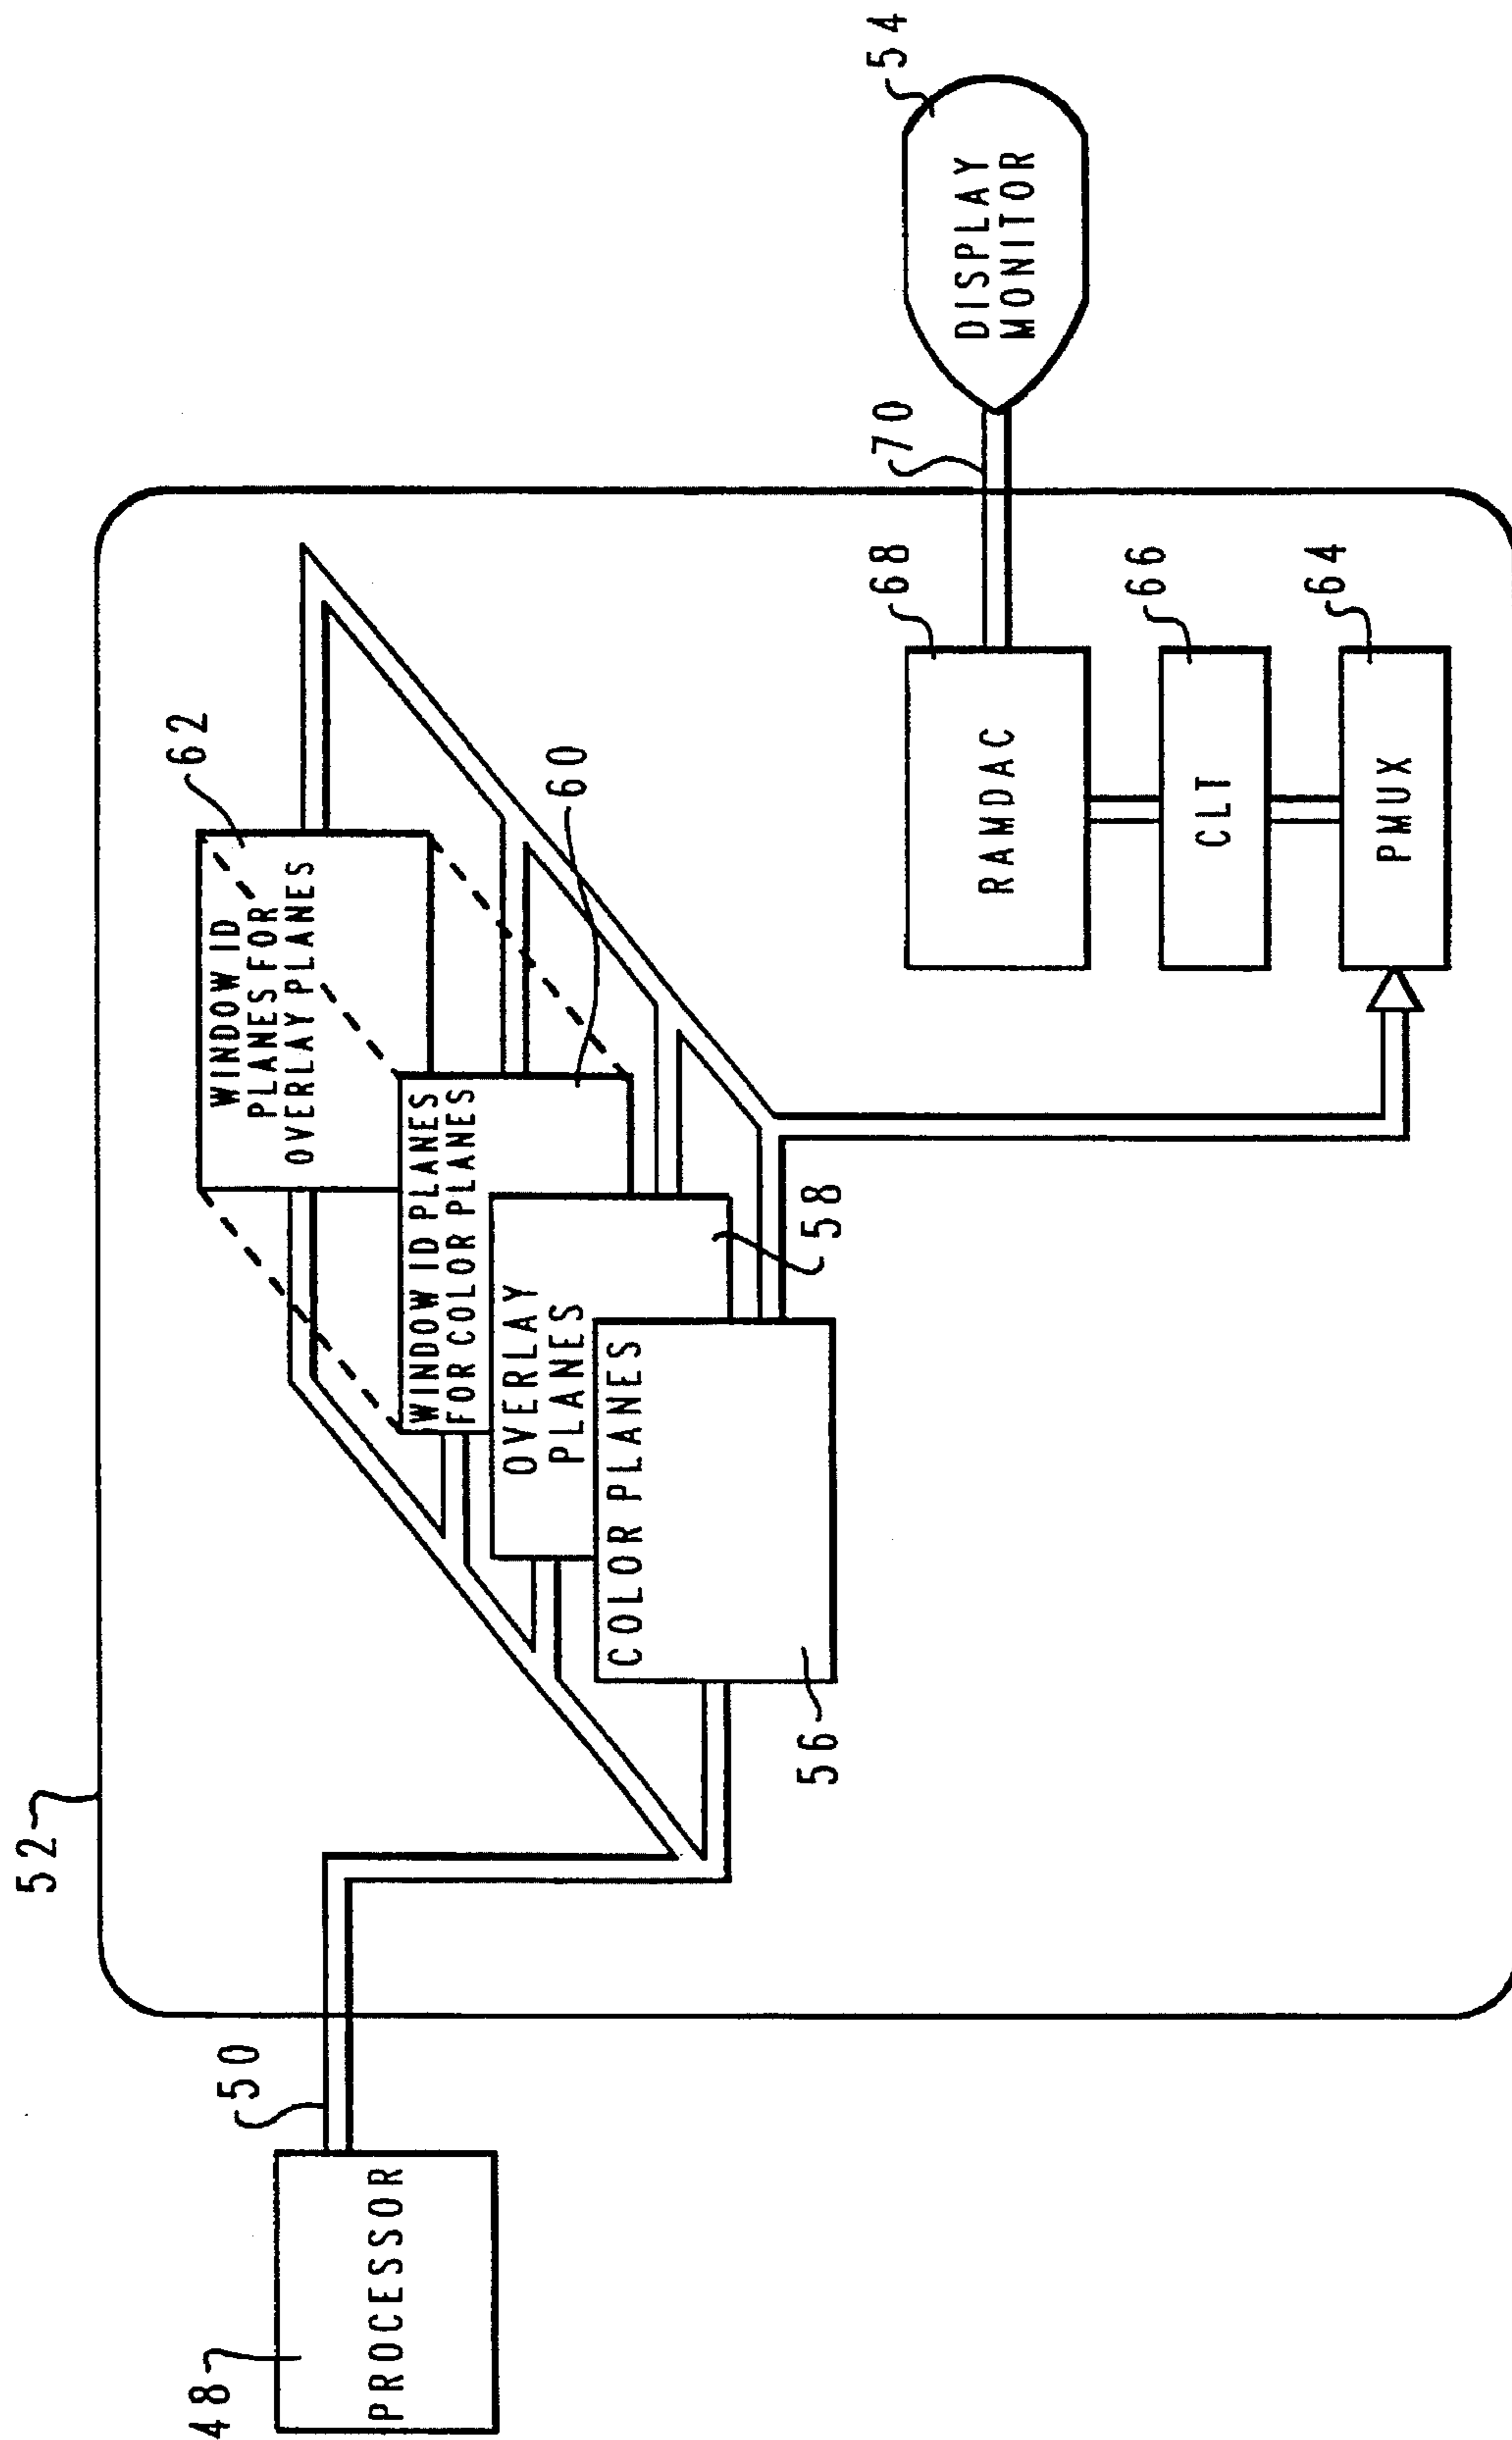 52
62
WINDOW ID
PLANES FOR
OVERLAY PLANES
48
PROCESSOR
50
WINDOW ID PLANES
FOR COLOR PLANES
60
OVERLAY
PLANES
58
COLOR PLANES
56
68
RAMDAC
70
54
DISPLAY
MONITOR
66
CLT
64
PMUX